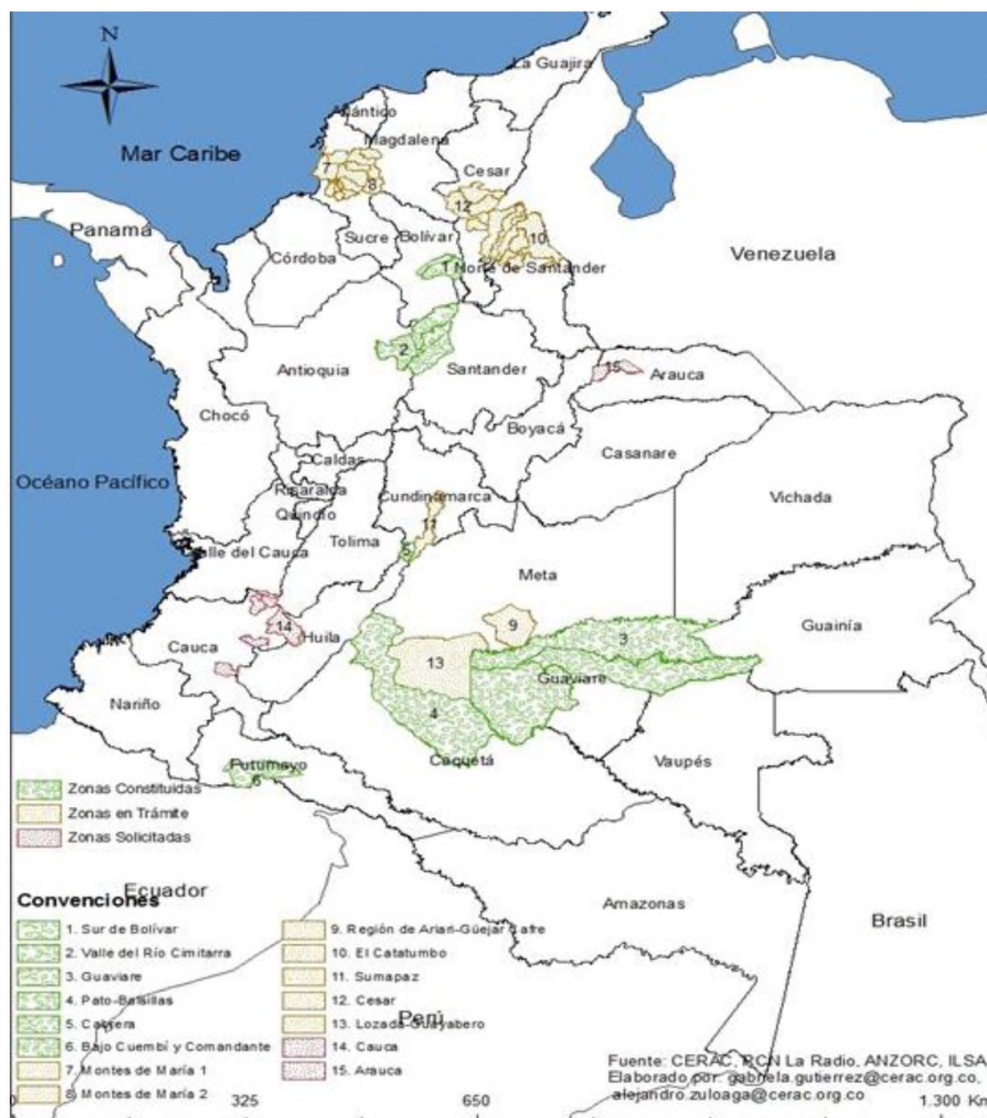 N
La Guajira
Atlántico
Magdalena
Mar Caribe
7
8
Cesar
12
Panamá
Sucre
Bolívar
10
Córdoba
1
Norte de Santander
Venezuela
2
Antioquia
Santander
15
Arauca
Chocó
Boyacá
Caldas
Casanare
Océano Pacífico
Risaralda
Cundinamarca
Vichada
Quindío
11
Tolima
5
Valle del Cauca
Meta
14
9
Cauca
Huila
3
Guainía
13
Guaviare
Nariño
4
Caquetá
Vaupés
Putumayo
6
Zonas Constituidas
Zonas en Trámite
Zonas Solicitadas
Ecuador
Convenciones
Amazonas
Brasil
1. Sur de Bolívar
2. Valle del Río Cimitarra
3. Guaviare
4. Pato-Balsillas
5. Cabrera
6. Bajo Cuembí y Comandante
7. Montes de María 1
8. Montes de María 2
9. Región de Ariari-Güejar Cafre
10. El Catatumbo
11. Sumapaz
12. Cesar
13. Lozada-Guayabero
14. Cauca
15. Arauca
Perú
Fuente: CERAC, RCN La Radio, ANZORC, ILSA
Elaborado por: gabriela.gutierrez@cerac.org.co,
alejandro.zuloaga@cerac.org.co
0 325 650 1.300 Km